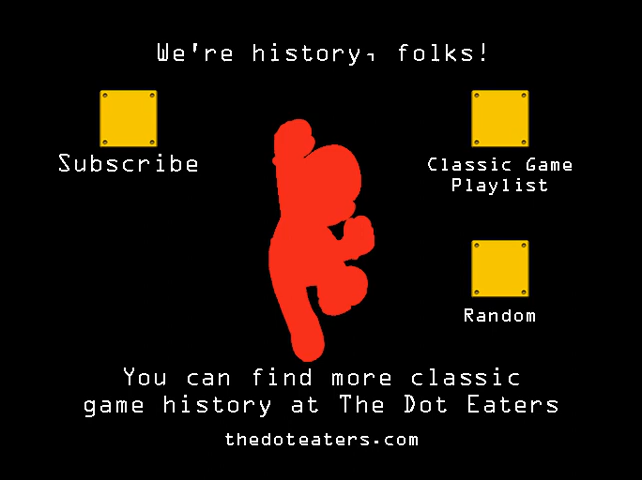 We're history, folks!
Subscribe
Classic Game
Playlist
Random
You can find more classic
game history at The Dot Eaters
thedoteaters.com